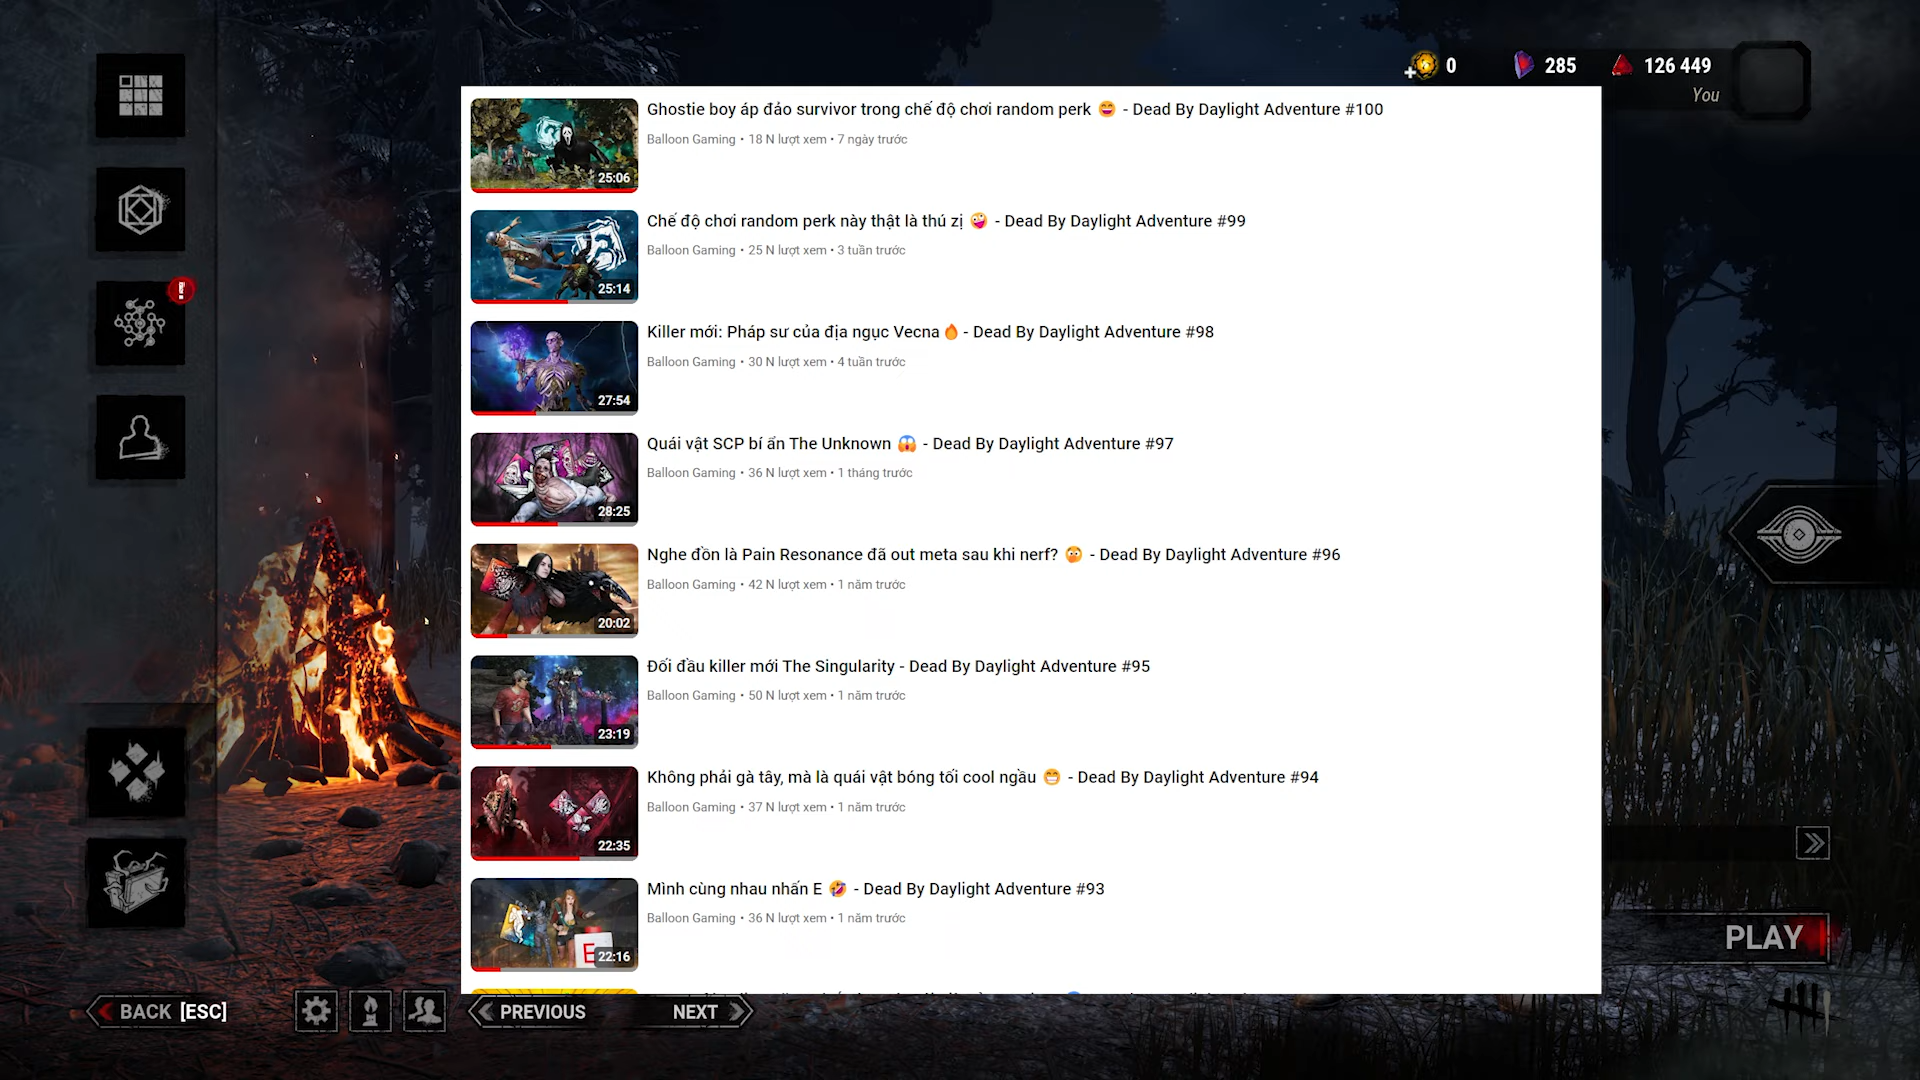 0 285 126 449
You
Ghostie boy áp đảo survivor trong chế độ chơi random perk 😄 - Dead By Daylight Adventure #100
Balloon Gaming • 18 N lượt xem • 7 ngày trước
25:06
Chế độ chơi random perk này thật là thú zị 🤪 - Dead By Daylight Adventure #99
Balloon Gaming • 25 N lượt xem • 3 tuần trước
25:14
Killer mới: Pháp sư của địa ngục Vecna 🔥 - Dead By Daylight Adventure #98
Balloon Gaming • 30 N lượt xem • 4 tuần trước
27:54
Quái vật SCP bí ẩn The Unknown 😱 - Dead By Daylight Adventure #97
Balloon Gaming • 36 N lượt xem • 1 tháng trước
28:25
Nghe đồn là Pain Resonance đã out meta sau khi nerf? 🫢 - Dead By Daylight Adventure #96
Balloon Gaming • 42 N lượt xem • 1 năm trước
20:02
Đối đầu killer mới The Singularity - Dead By Daylight Adventure #95
Balloon Gaming • 50 N lượt xem • 1 năm trước
23:19
Không phải gà tây, mà là quái vật bóng tối cool ngầu 😁 - Dead By Daylight Adventure #94
Balloon Gaming • 37 N lượt xem • 1 năm trước
22:35
Mình cùng nhau nhấn E 🤣 - Dead By Daylight Adventure #93
Balloon Gaming • 36 N lượt xem • 1 năm trước
E
22:16
PLAY
BACK [ESC]
PREVIOUS
NEXT